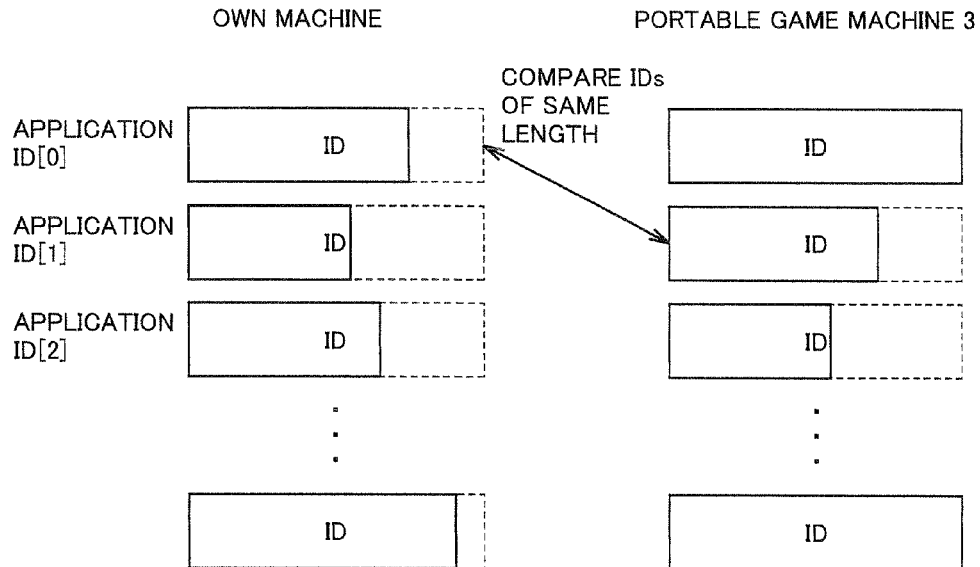 OWN MACHINE
PORTABLE GAME MACHINE 3
COMPARE IDs
OF SAME
LENGTH
APPLICATION
ID[0]
ID
ID
APPLICATION
ID[1]
ID
ID
APPLICATION
ID[2]
ID
ID
ID
ID